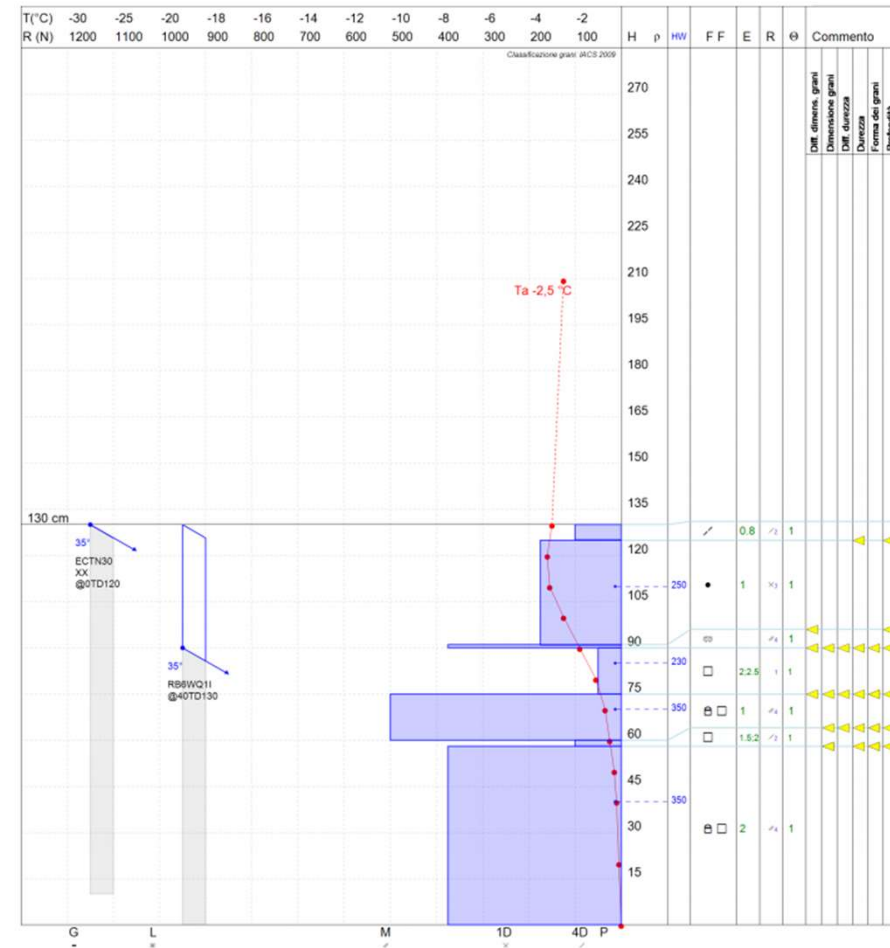 T(°C) -30 -25 -20 -18 -16 -14 -12 -10 -8 -6 -4 -2
R (N) 1200 1100 1000 900 800 700 600 500 400 300 200 100 H ρ HW F F E R Θ Commento
Classificazione grani: IACS 2009
Diff. dimens. grani
Dimensione grani
Diff. durezza
Durezza
Forma dei grani
270
255
240
225
210
Ta -2,5 °C
195
180
165
150
135
130 cm
0.8 2 1
35°
120
ECTN30
XX
@0TD120
105 250 1 1
90 1
35°
230 2;2.5 1 1
RB6WQ1I
@40TD130
75
350 1 1
60 1.5;2 2 1
45
350
30 2 1
15
G L M 1D 4D P